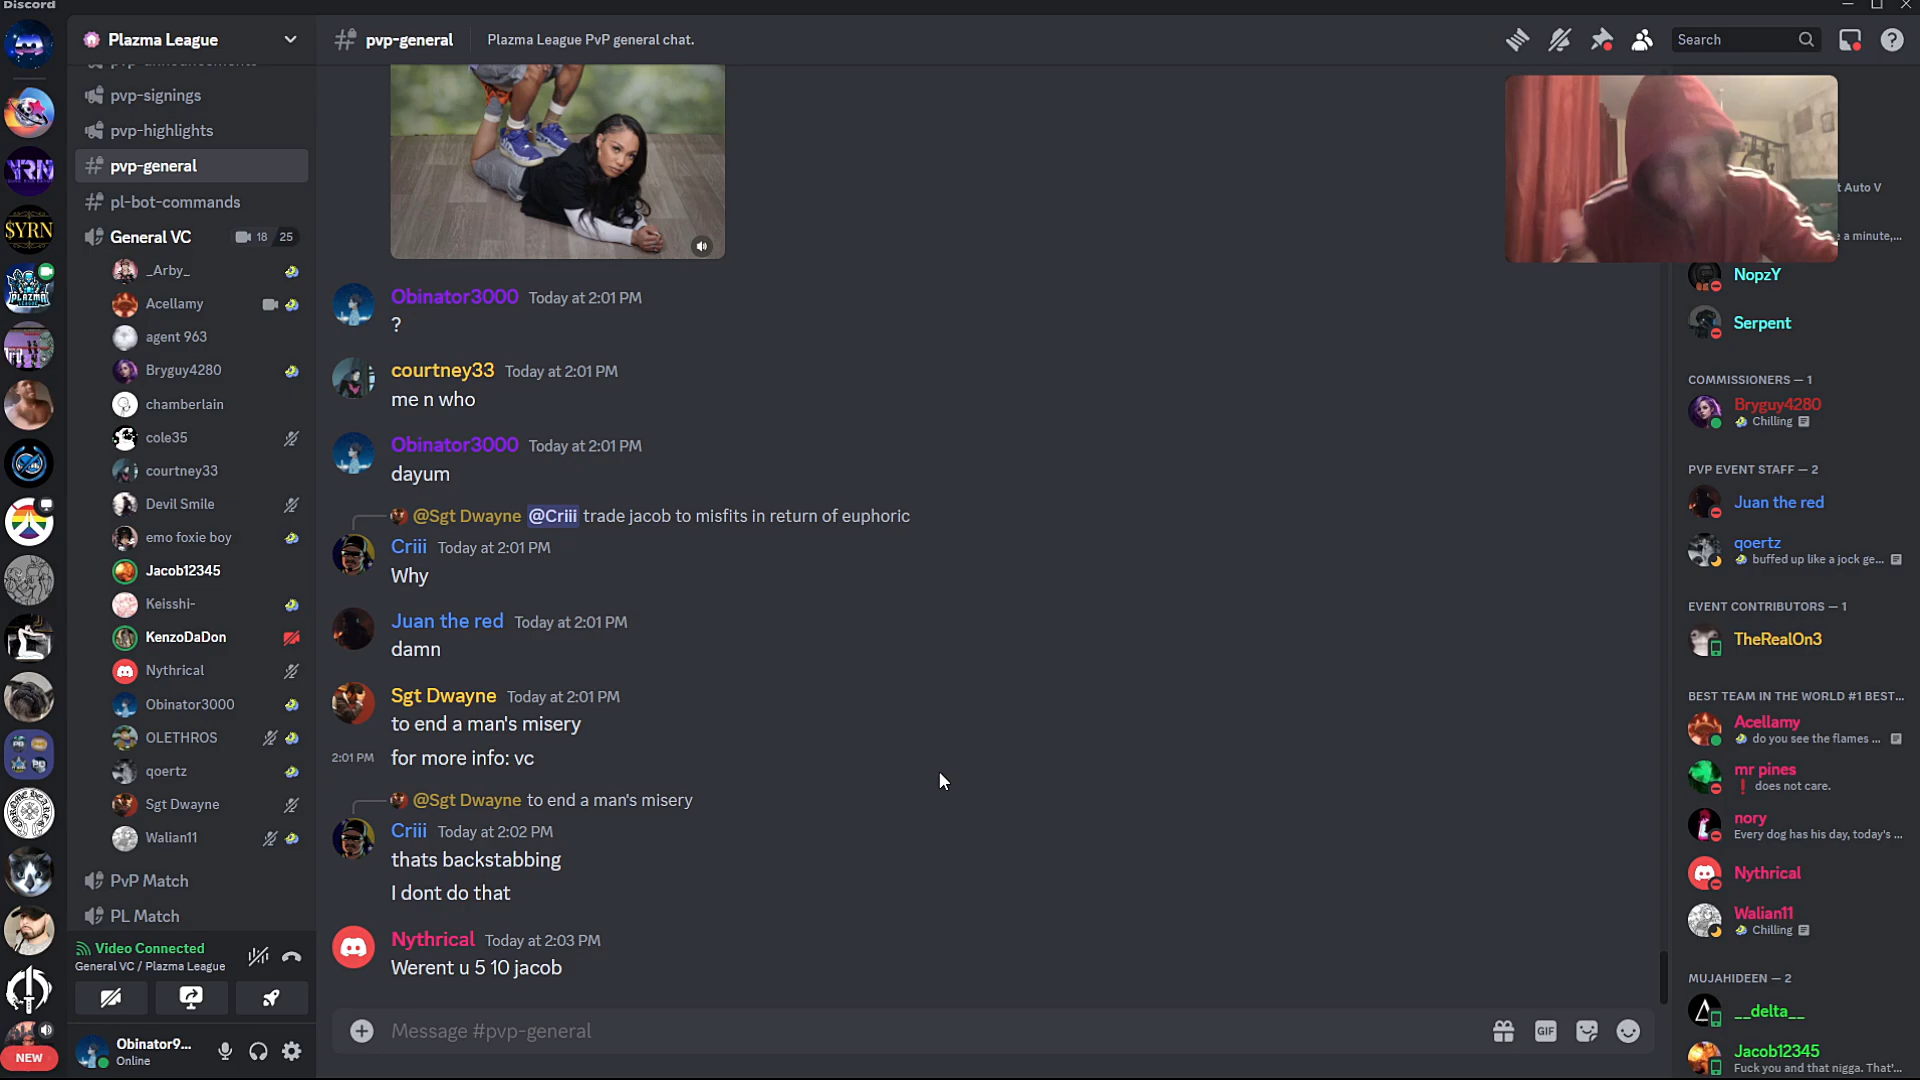 Discord
Plazma League
pvp-announcements
pvp-signings
pvp-highlights
pvp-general
pl-bot-commands
General VC 18 25
_Arby_
Acellamy
agent 963
Bryguy4280
chamberlain
cole35
courtney33
Devil Smile
emo foxie boy
Jacob12345
Keisshi-
KenzoDaDon
Nythrical
Obinator3000
OLETHROS
qoertz
Sgt Dwayne
Walian11
PvP Match
PL Match
Video Connected
General VC / Plazma League
Obinator9...
Online
YRN
$YRN
PLAZMA
NEW
pvp-general
Plazma League PvP general chat.
Search
Obinator3000 Today at 2:01 PM
?
courtney33 Today at 2:01 PM
me n who
Obinator3000 Today at 2:01 PM
dayum
@Sgt Dwayne @Criii trade jacob to misfits in return of euphoric
Criii Today at 2:01 PM
Why
Juan the red Today at 2:01 PM
damn
Sgt Dwayne Today at 2:01 PM
to end a man's misery
2:01 PM for more info: vc
@Sgt Dwayne to end a man's misery
Criii Today at 2:02 PM
thats backstabbing
I dont do that
Nythrical Today at 2:03 PM
Werent u 5 10 jacob
Message #pvp-general
GIF
t Auto V
e a minute,...
NopzY
Serpent
COMMISSIONERS — 1
Bryguy4280
Chilling
PVP EVENT STAFF — 2
Juan the red
qoertz
buffed up like a jock ge...
EVENT CONTRIBUTORS — 1
TheRealOn3
BEST TEAM IN THE WORLD #1 BEST...
Acellamy
do you see the flames ...
mr pines
does not care.
nory
Every dog has his day, today's ...
Nythrical
Walian11
Chilling
MUJAHIDEEN — 2
__delta__
Jacob12345
Fuck you and that nigga. That'...